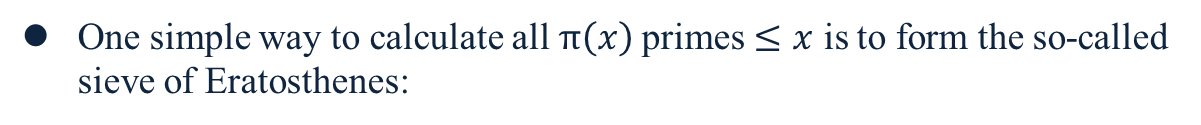 ● One simple way to calculate all π(x) primes ≤ x is to form the so-called
sieve of Eratosthenes: